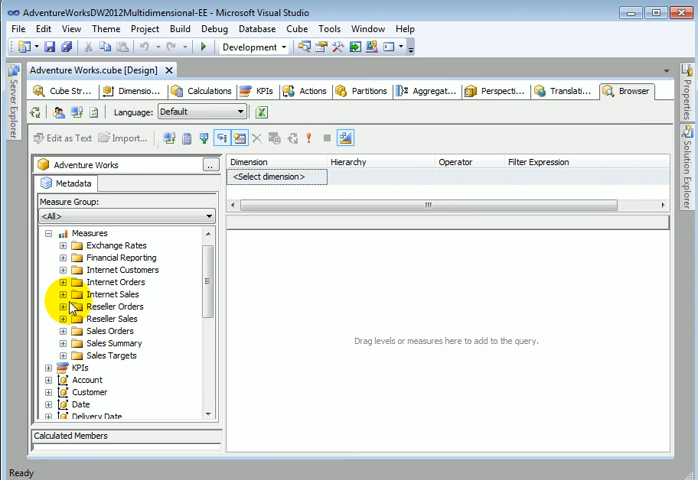 AdventureWorksDW2012Multidimensional-EE - Microsoft Visual Studio
File Edit View Theme Project Build Debug Database Cube Tools Window Help
Development
Adventure Works.cube [Design]
Cube Str... Dimensio... Calculations KPIs Actions Partitions Aggregat... Perspecti... Translati... Browser
Language: Default
Edit as Text Import...
Adventure Works ..
Metadata
Measure Group:
<All>
Measures
Exchange Rates
Financial Reporting
Internet Customers
Internet Orders
Internet Sales
Reseller Orders
Reseller Sales
Sales Orders
Sales Summary
Sales Targets
KPIs
Account
Customer
Date
Delivery Date
Calculated Members
Dimension Hierarchy Operator Filter Expression
<Select dimension>
Drag levels or measures here to add to the query.
Server Explorer
Properties
Solution Explorer
Ready